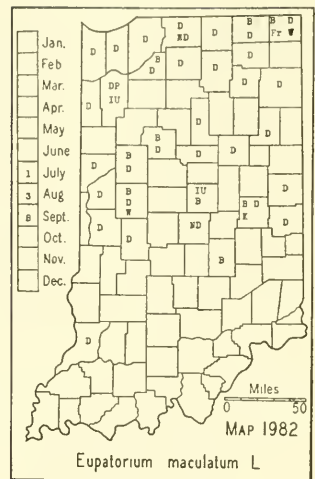 Jan.
Feb
Mar.
Apr.
May
June
1 July
3 Aug
8 Sept.
Oct.
Nov.
Dec.
D D D D B D B D
ND D Fr W
D B D D D
D
D DP
IU
D
B
D D D
D B
D
D B
D
W
IU
B
D
B D
K
D D ND D
B
D
Miles
0 50
MAP 1982
Eupatorium maculatum L